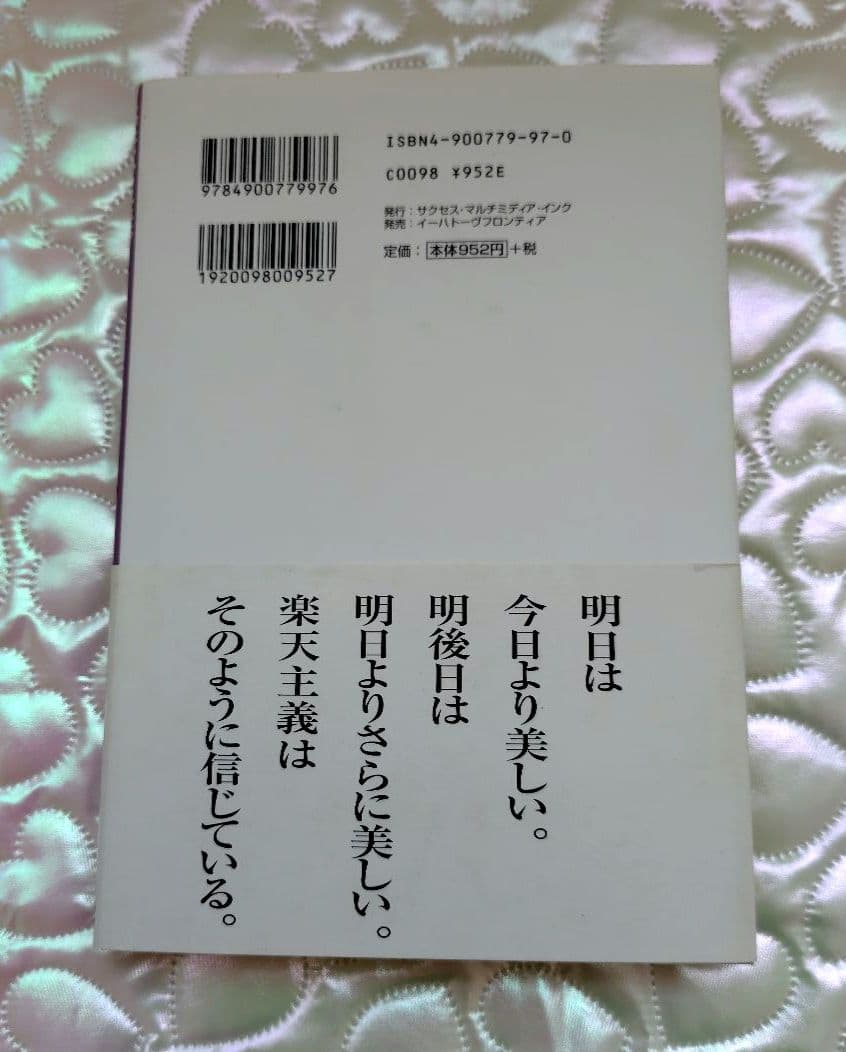 9784900779976
1920098009527
ISBN4-900779-97-0
C0098 ¥952E
発行：サクセス・マルチミディア・インク
発売：イーハトーヴフロンティア
定価：本体952円+税
明日は
今日より美しい。
明後日は
明日よりさらに美しい。
楽天主義は
そのように信じている。